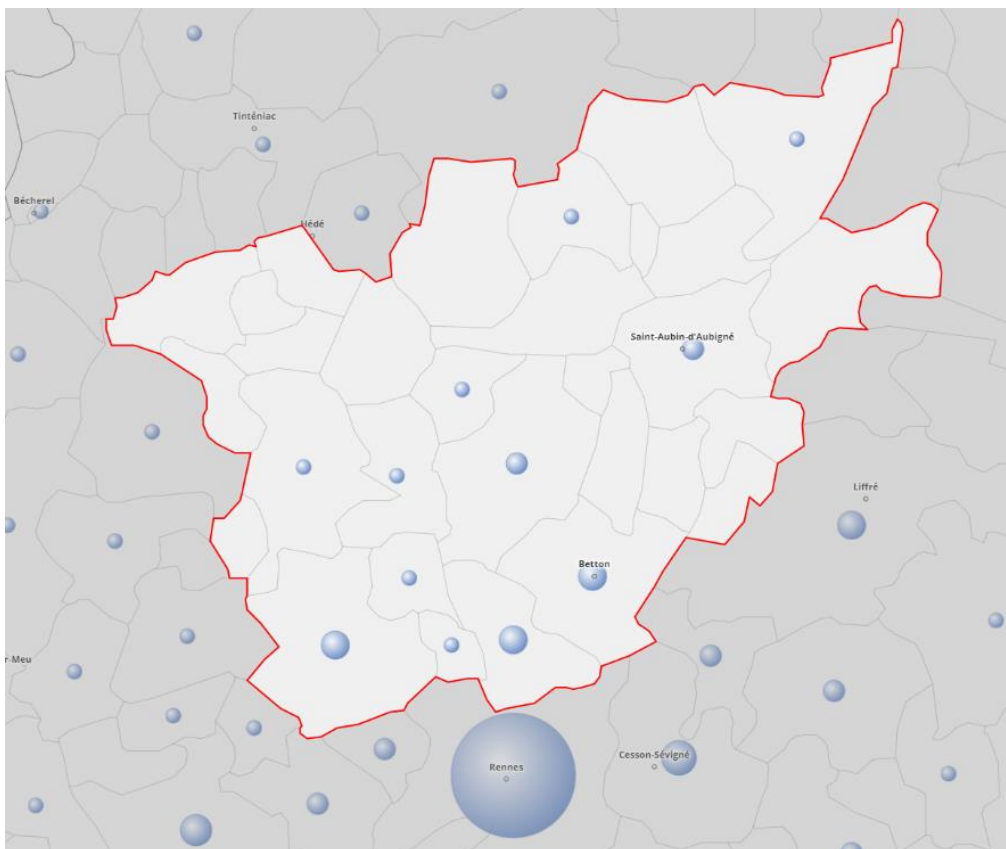 Tinténiac
Bécherel
Hédé
Saint-Aubin-d'Aubigné
Liffré
Betton
r-Meu
Rennes
Cesson-Sévigné